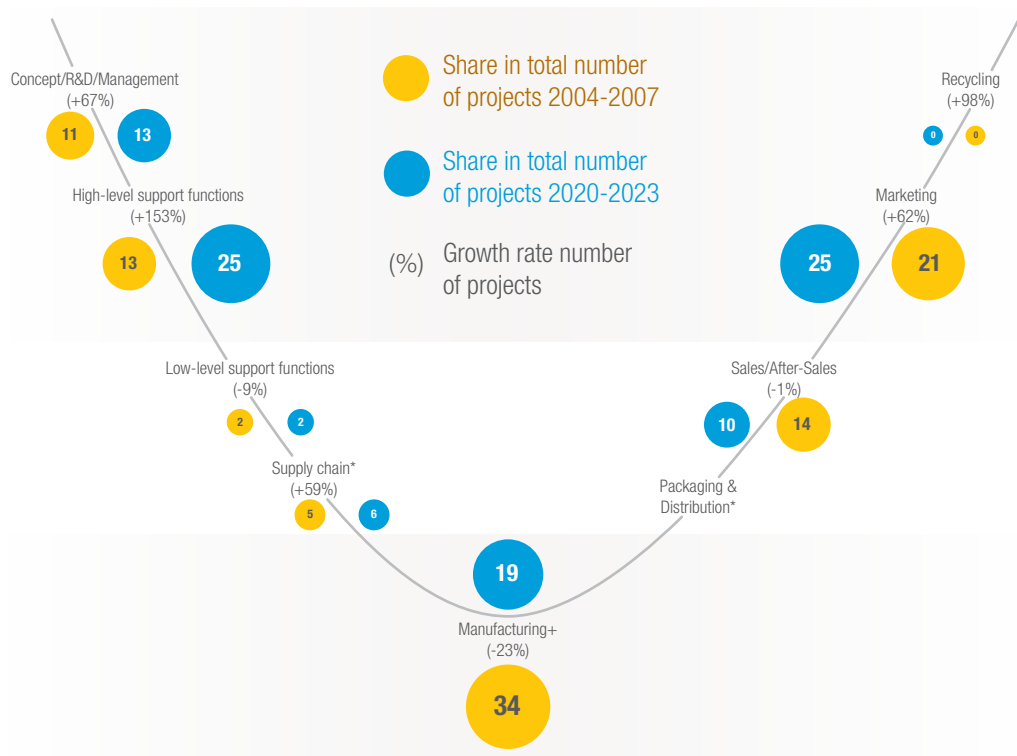 Share in total number
of projects 2004-2007
Share in total number
of projects 2020-2023
(%) Growth rate number
of projects
Concept/R&D/Management
(+67%)
11
13
High-level support functions
(+153%)
13
25
Low-level support functions
(-9%)
2
2
Supply chain*
(+59%)
5
6
19
Manufacturing+
(-23%)
34
Packaging &
Distribution*
Sales/After-Sales
(-1%)
10
14
Marketing
(+62%)
25
21
Recycling
(+98%)
0
0